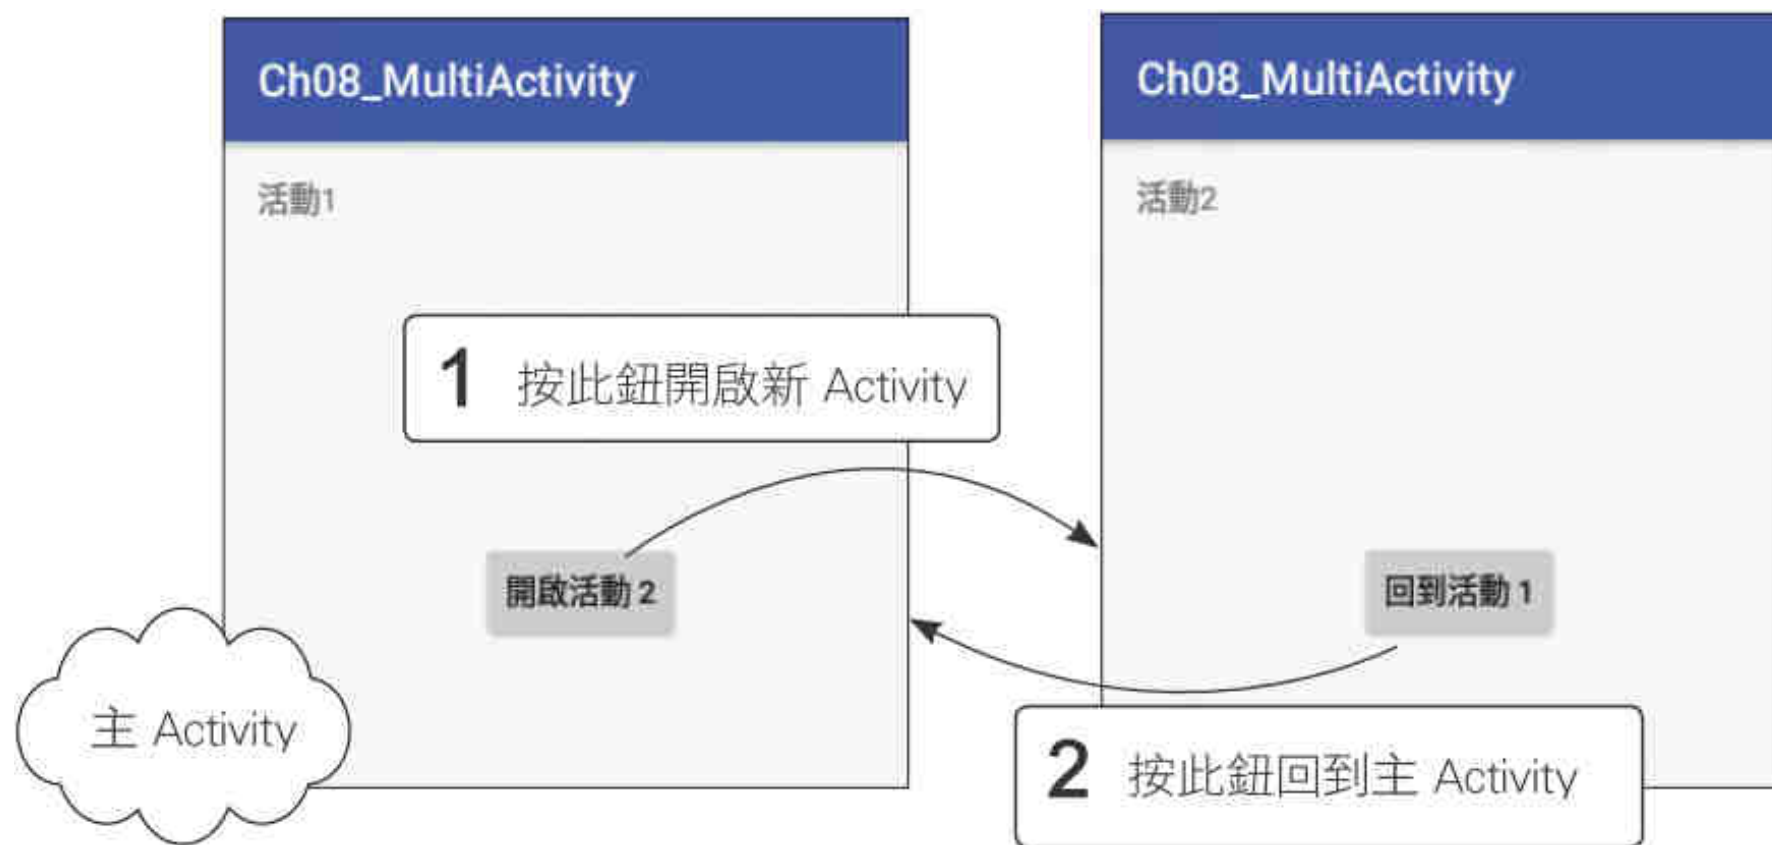 Ch08_MultiActivity
活動1
1 按此鈕開啟新 Activity
開啟活動 2
主 Activity
Ch08_MultiActivity
活動2
回到活動 1
2 按此鈕回到主 Activity